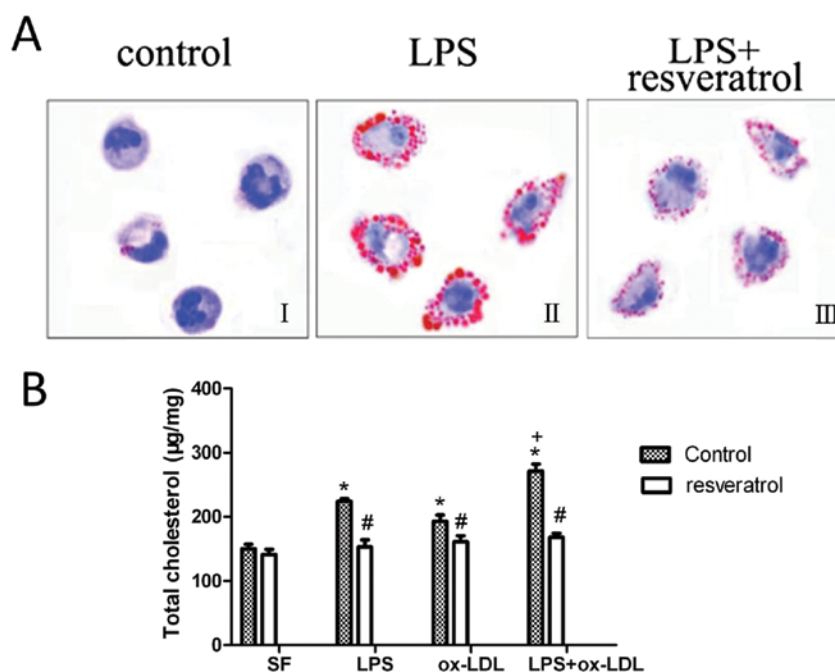 A
control
LPS
LPS+
resveratrol
I
II
III
B
Total cholesterol (μg/mg)
400
300
200
100
0
*
#
*
#
+
*
#
Control
resveratrol
SF
LPS
ox-LDL
LPS+ox-LDL